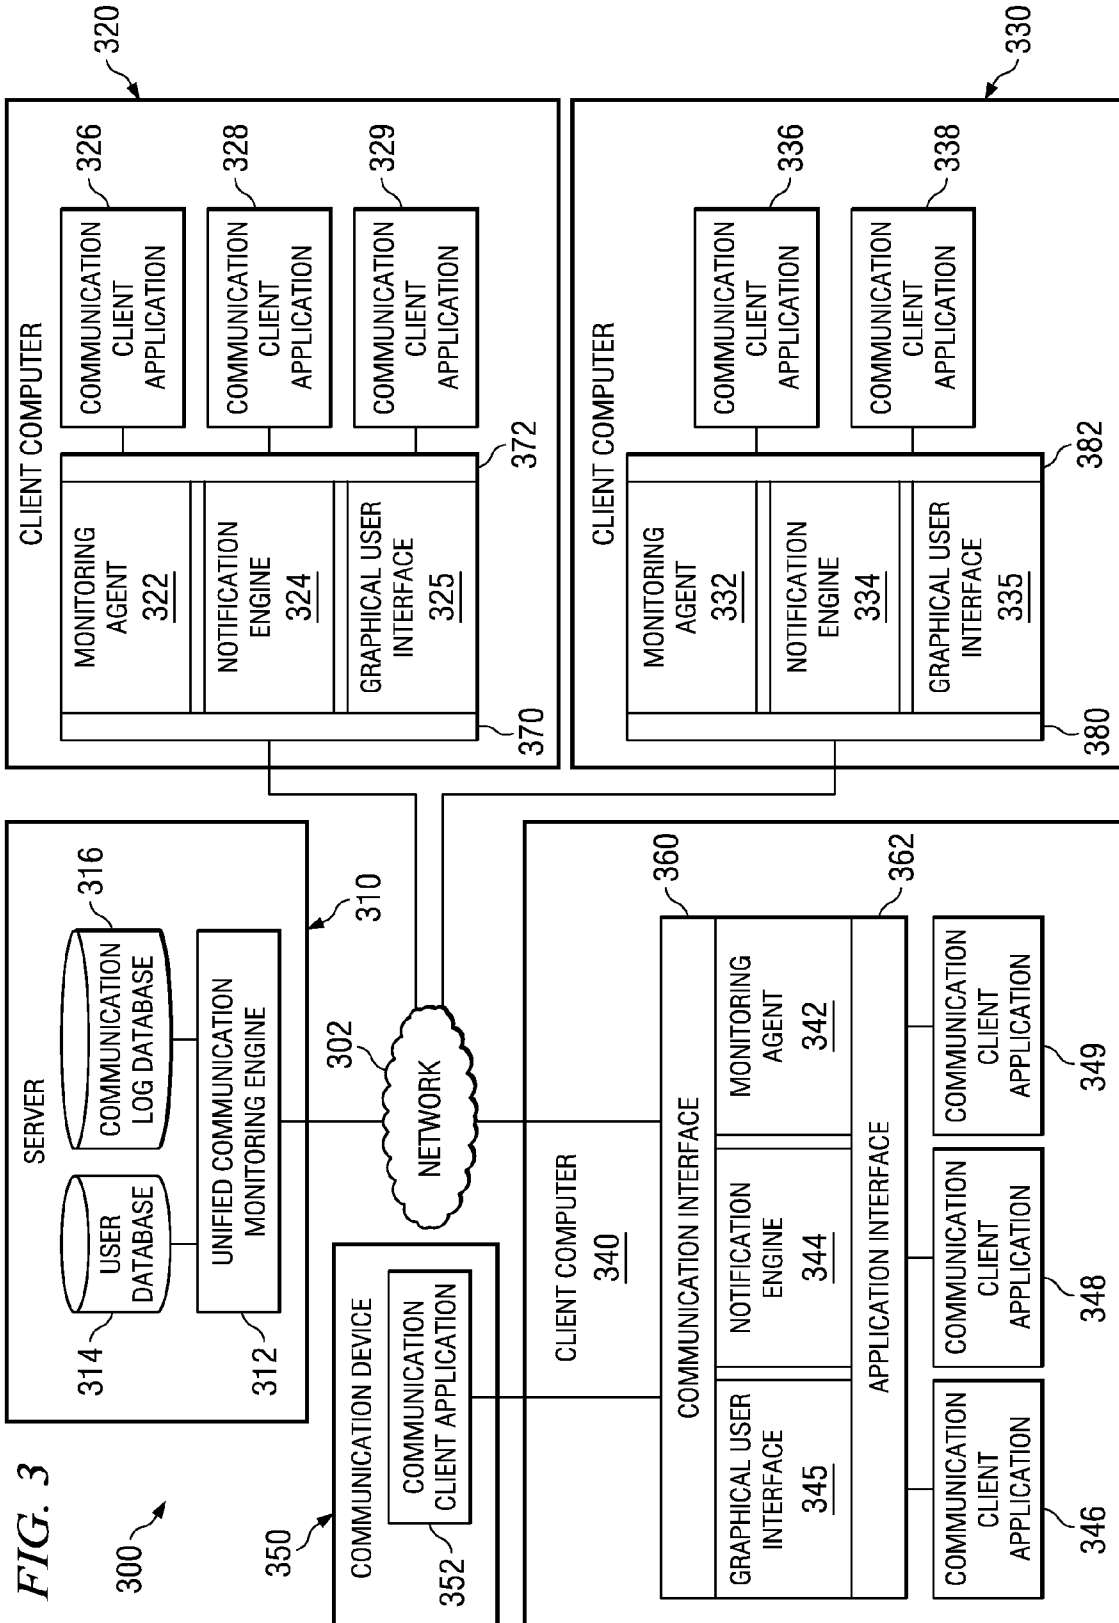 FIG. 3
300
SERVER
314
USER
DATABASE
COMMUNICATION
LOG DATABASE
316
312
UNIFIED COMMUNICATION
MONITORING ENGINE
310
350
COMMUNICATION DEVICE
COMMUNICATION
CLIENT APPLICATION
352
302
NETWORK
CLIENT COMPUTER
340
360
COMMUNICATION INTERFACE
GRAPHICAL USER
INTERFACE
345
NOTIFICATION
ENGINE
344
MONITORING
AGENT
342
362
APPLICATION INTERFACE
COMMUNICATION
CLIENT
APPLICATION
346
COMMUNICATION
CLIENT
APPLICATION
348
COMMUNICATION
CLIENT
APPLICATION
349
320
CLIENT COMPUTER
MONITORING
AGENT
322
NOTIFICATION
ENGINE
324
GRAPHICAL USER
INTERFACE
325
370
372
COMMUNICATION
CLIENT
APPLICATION
326
COMMUNICATION
CLIENT
APPLICATION
328
COMMUNICATION
CLIENT
APPLICATION
329
330
CLIENT COMPUTER
MONITORING
AGENT
332
NOTIFICATION
ENGINE
334
GRAPHICAL USER
INTERFACE
335
380
382
COMMUNICATION
CLIENT
APPLICATION
336
COMMUNICATION
CLIENT
APPLICATION
338